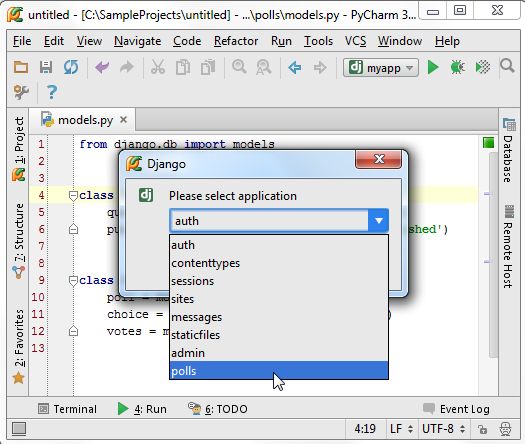 untitled - [C:\SampleProjects\untitled] - ...\polls\models.py - PyCharm 3...
File Edit View Navigate Code Refactor Run Tools VCS Window Help
dj myapp
models.py
1 from django.db import models
2
3
4 class
5 qu
6 pu shed')
7
8
9 class
10 poll = mo
11 choice = )
12 votes = m
13
1: Project
7: Structure
2: Favorites
Database
Remote Host
Django
dj Please select application
auth
auth
contenttypes
sessions
sites
messages
staticfiles
admin
polls
Terminal 4: Run 6: TODO Event Log
4:19 LF UTF-8